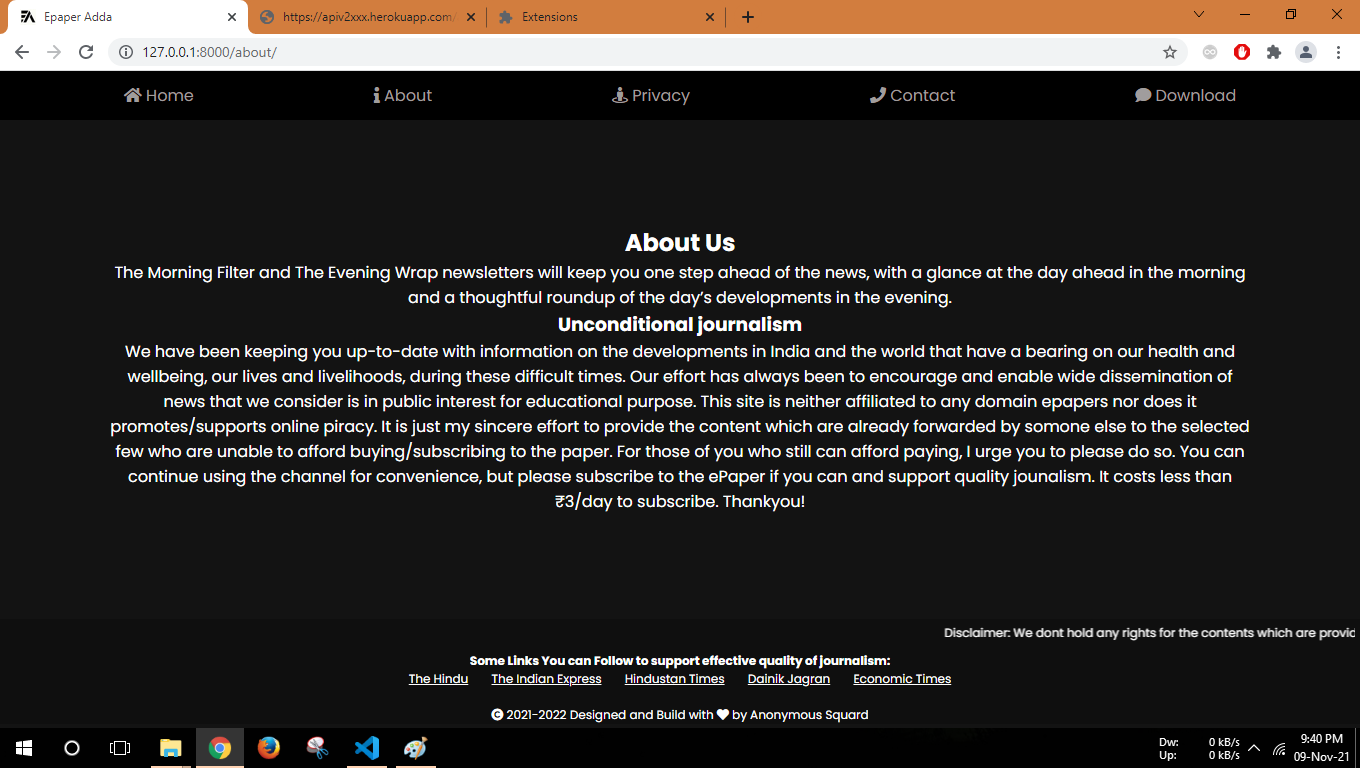 Epaper Adda
https://apiv2xxx.herokuapp.com/
Extensions
127.0.0.1:8000/about/
Home
About
Privacy
Contact
Download
About Us
The Morning Filter and The Evening Wrap newsletters will keep you one step ahead of the news, with a glance at the day ahead in the morning
and a thoughtful roundup of the day’s developments in the evening.
Unconditional journalism
We have been keeping you up-to-date with information on the developments in India and the world that have a bearing on our health and
wellbeing, our lives and livelihoods, during these difficult times. Our effort has always been to encourage and enable wide dissemination of
news that we consider is in public interest for educational purpose. This site is neither affiliated to any domain epapers nor does it
promotes/supports online piracy. It is just my sincere effort to provide the content which are already forwarded by somone else to the selected
few who are unable to afford buying/subscribing to the paper. For those of you who still can afford paying, I urge you to please do so. You can
continue using the channel for convenience, but please subscribe to the ePaper if you can and support quality jounalism. It costs less than
₹3/day to subscribe. Thankyou!
Disclaimer: We dont hold any rights for the contents which are provid
Some Links You can Follow to support effective quality of journalism:
The Hindu The Indian Express Hindustan Times Dainik Jagran Economic Times
© 2021-2022 Designed and Build with ♥ by Anonymous Squard
Dw: 0 kB/s
Up: 0 kB/s
9:40 PM
09-Nov-21